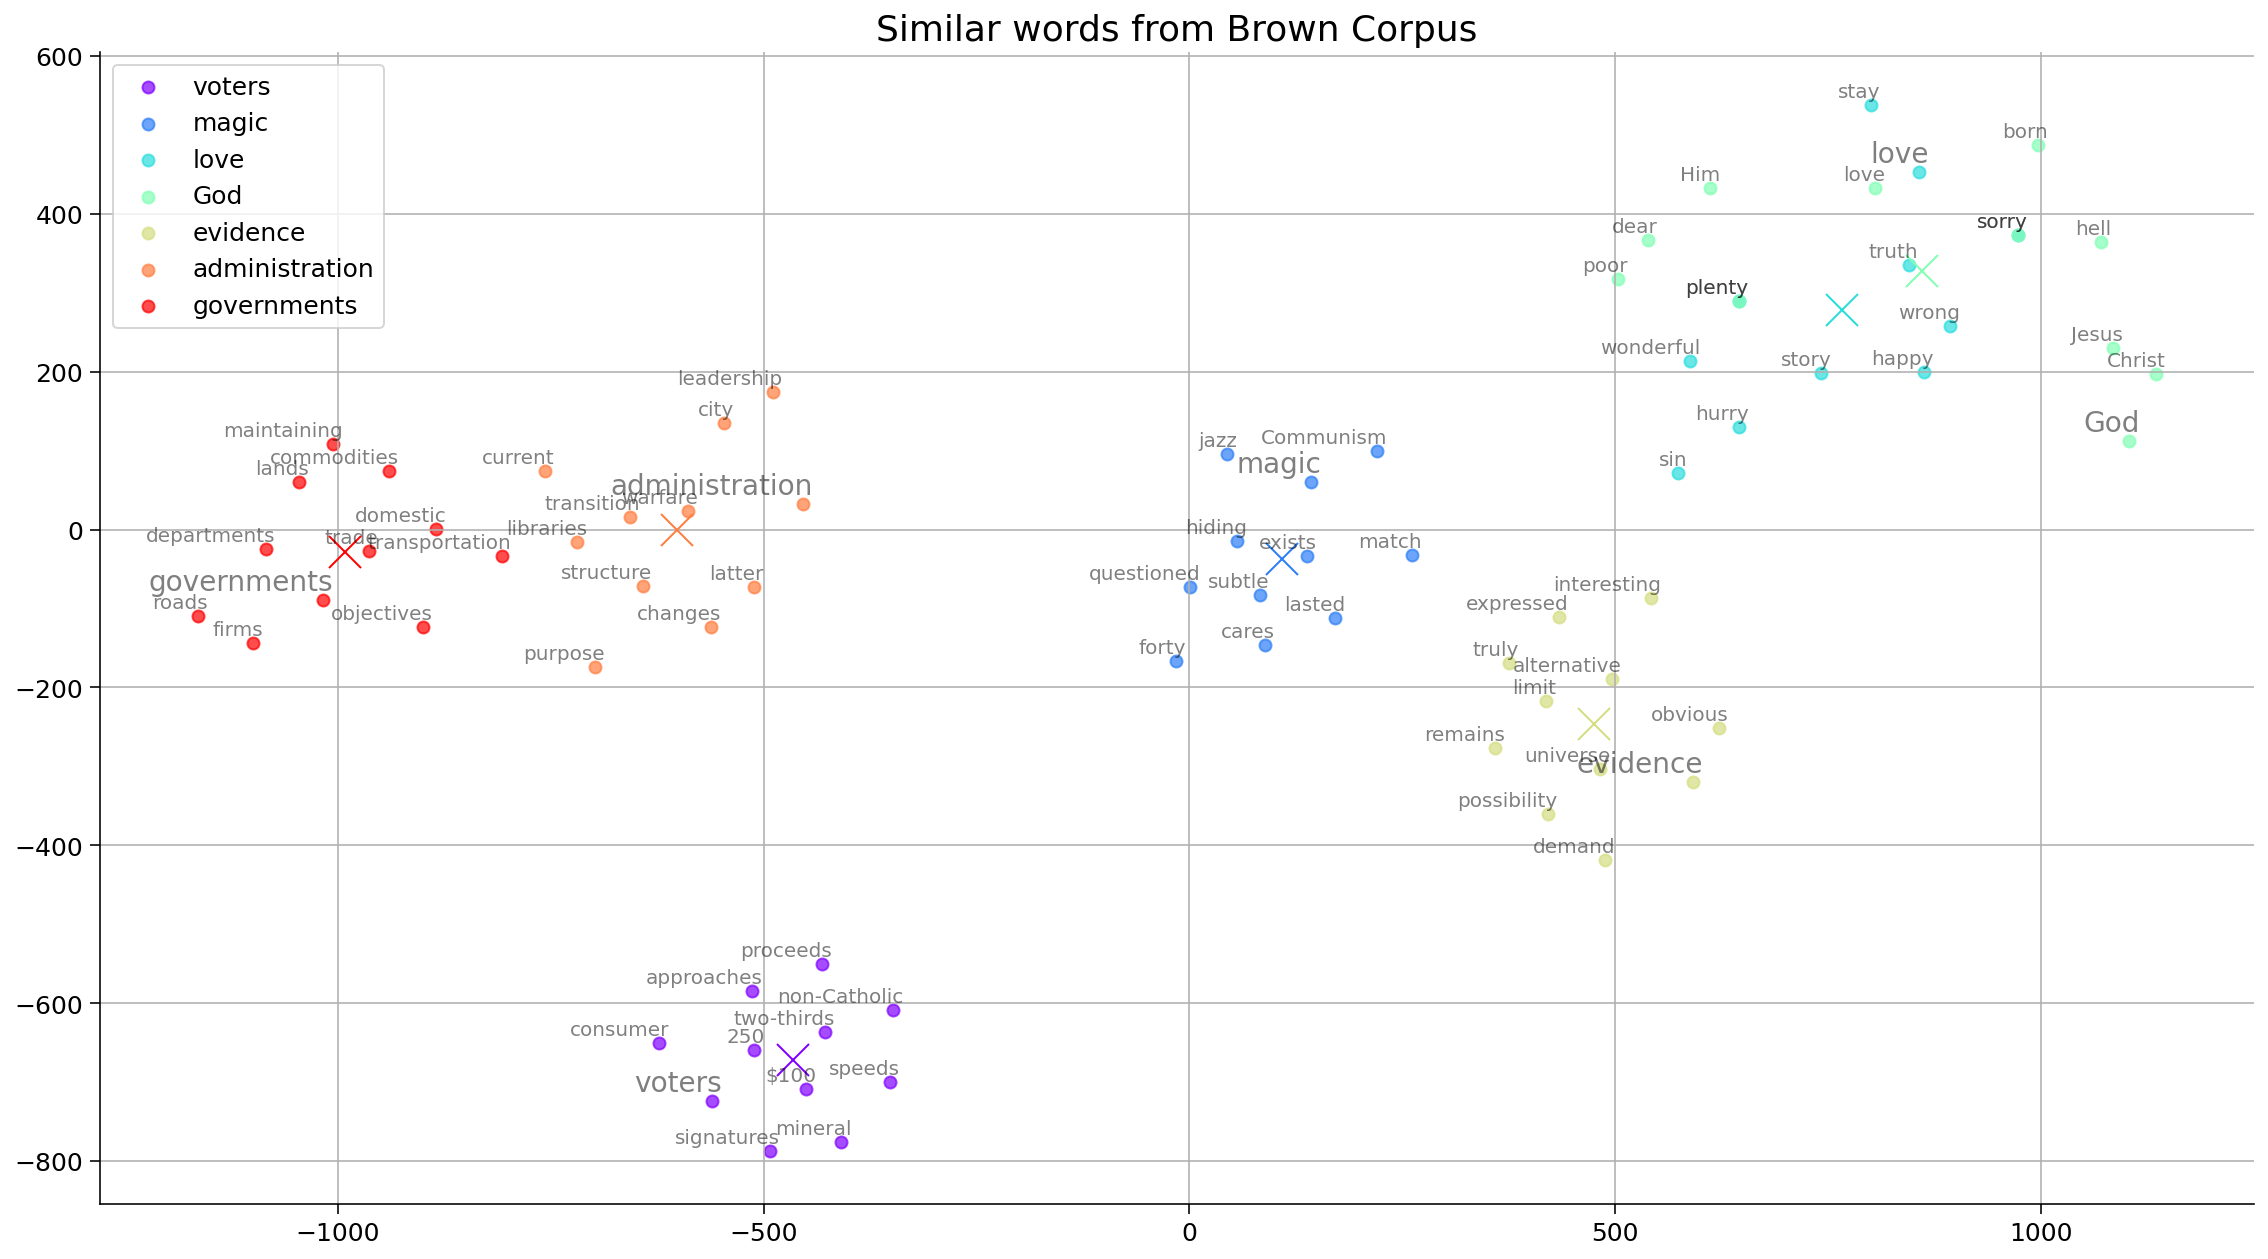 Similar words from Brown Corpus
600
400
200
0
−200
−400
−600
−800
−1000
−500
0
500
1000
voters
magic
love
God
evidence
administration
governments
stay
born
love
Him
love
dear
sorry
hell
truth
poor
plenty
wrong
wonderful
Jesus
story
happy
Christ
hurry
God
sin
leadership
city
maintaining
commodities
lands
current
administration
transition
warfare
domestic
libraries
departments
trade
transportation
governments
structure
latter
roads
objectives
changes
firms
purpose
jazz
Communism
magic
hiding
exists
match
questioned
subtle
lasted
cares
forty
interesting
expressed
truly
alternative
limit
obvious
remains
universe
evidence
possibility
demand
proceeds
approaches
non-Catholic
two-thirds
consumer
250
$100
speeds
voters
signatures
mineral